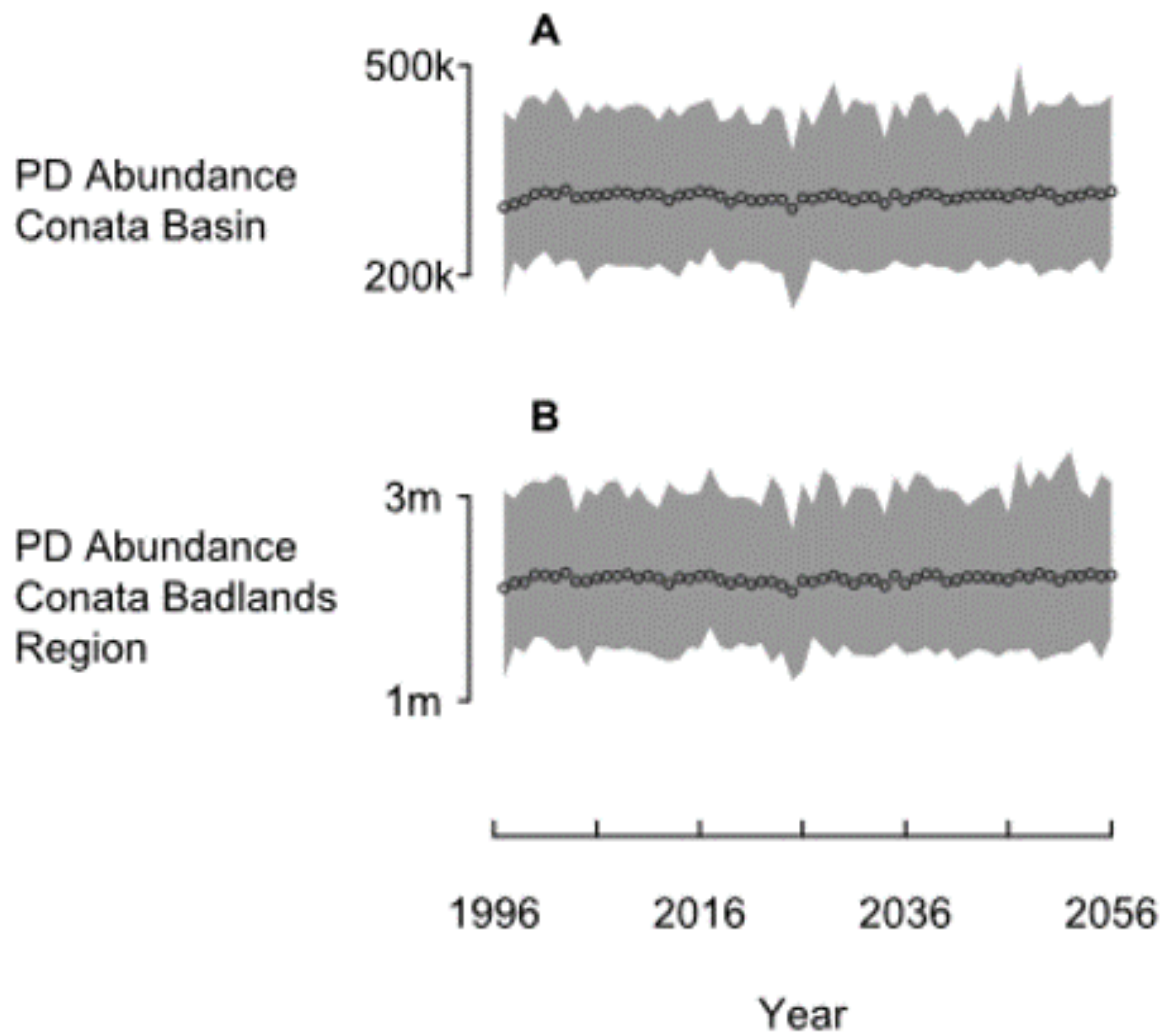 A
500k
PD Abundance
Conata Basin
200k
B
3m
PD Abundance
Conata Badlands
Region
1m
1996 2016 2036 2056
Year